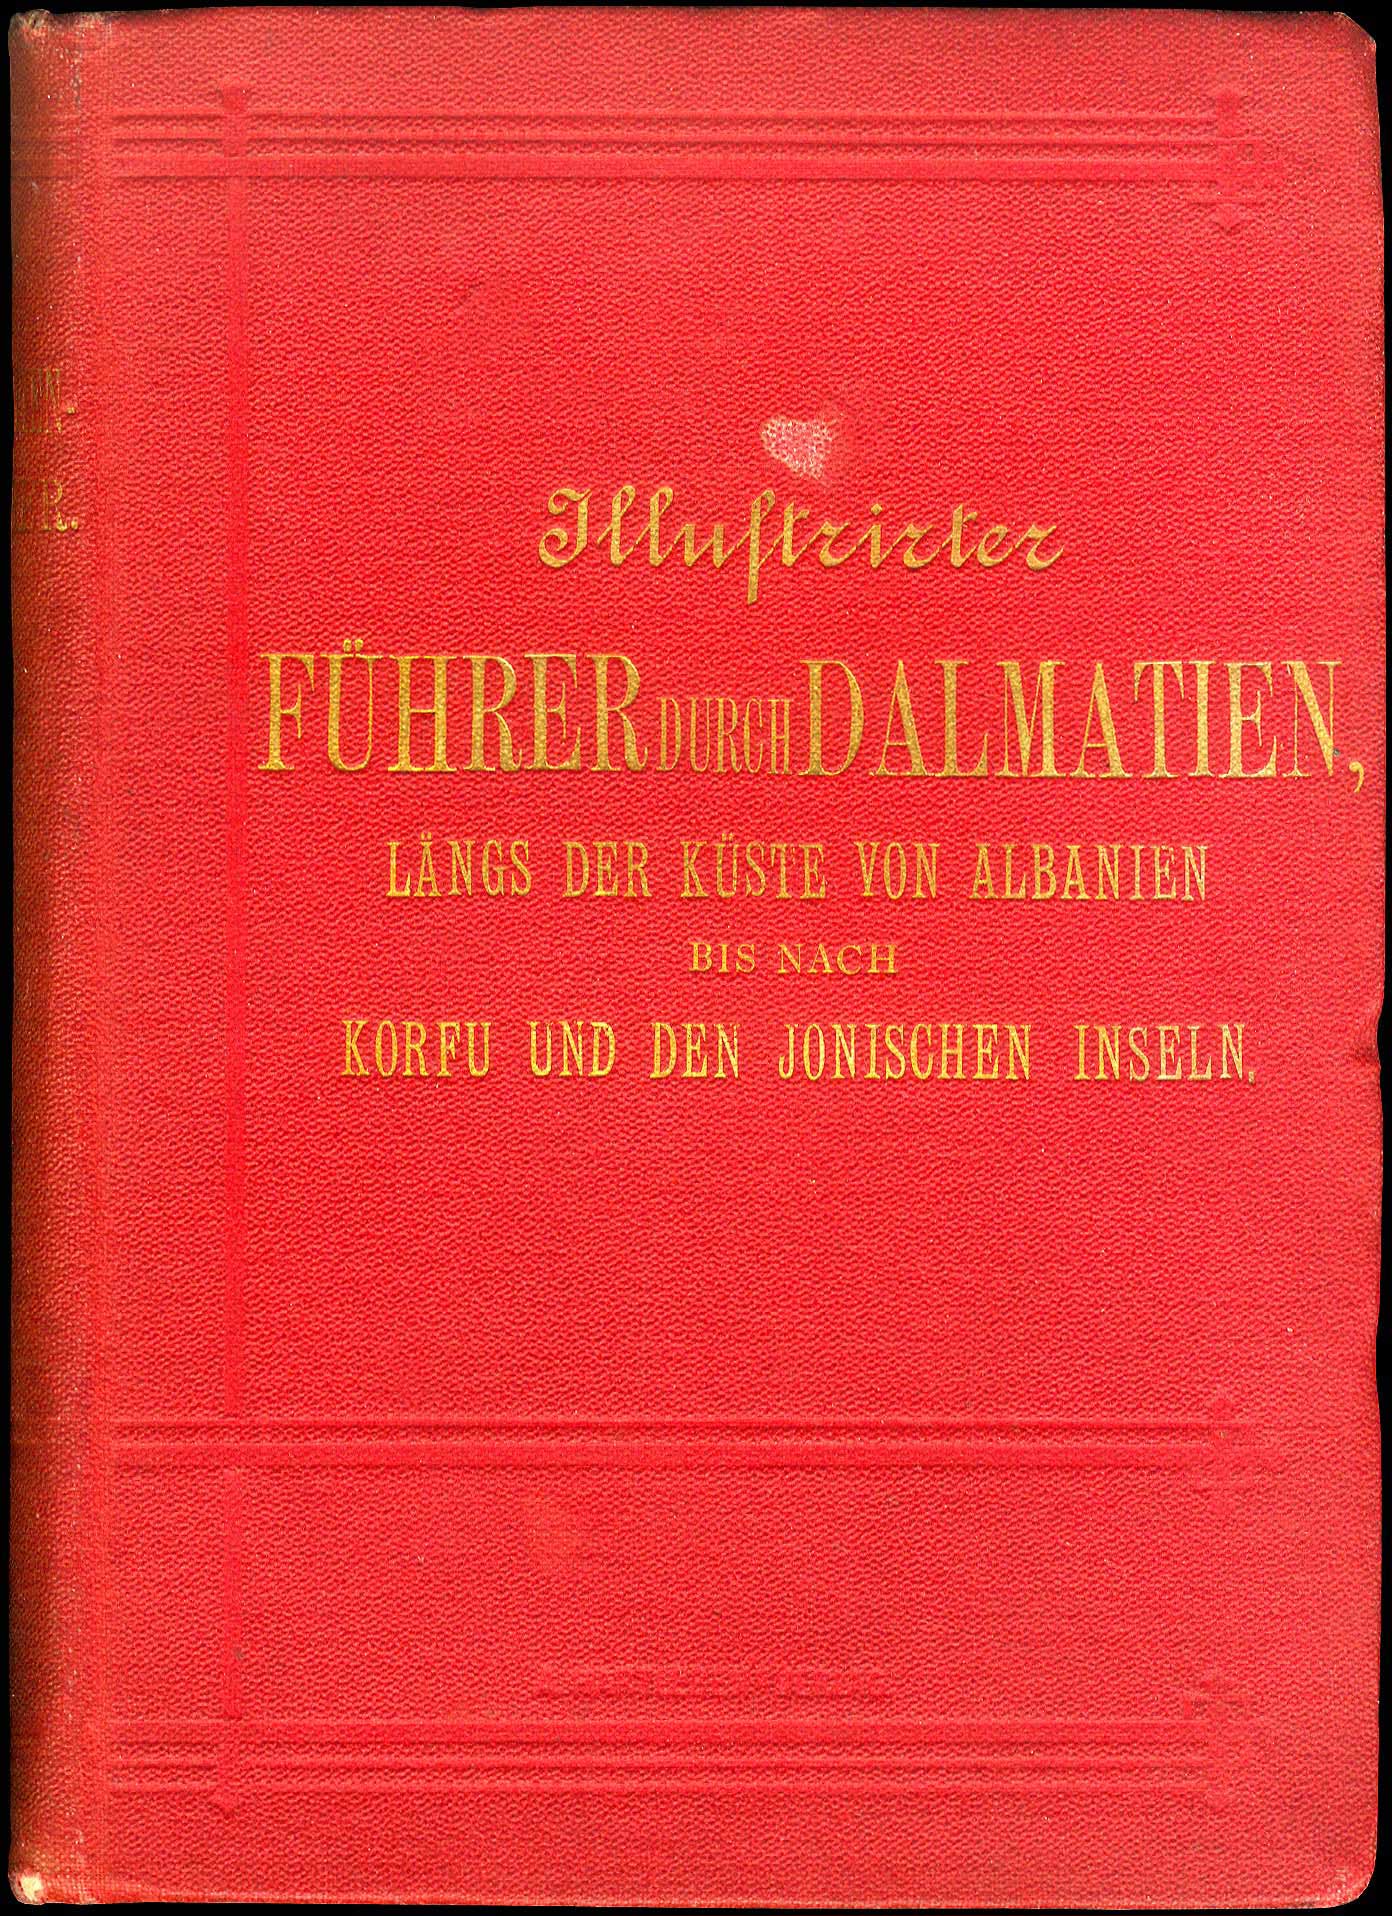 Illustrirter
FÜHRER DURCH DALMATIEN,
LÄNGS DER KÜSTE VON ALBANIEN
BIS NACH
KORFU UND DEN JONISCHEN INSELN.